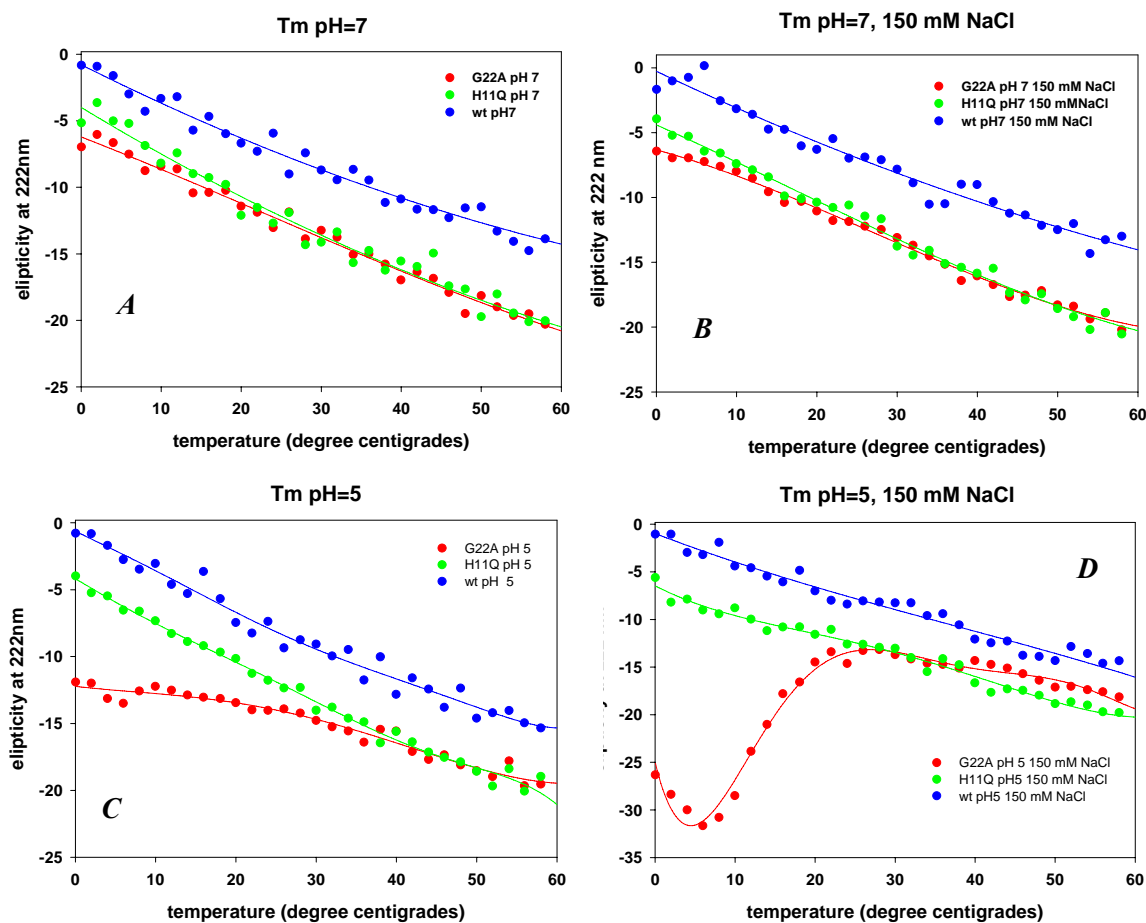 Tm pH=7
0
-5
-10
-15
-20
-25
elipticity at 222nm
G22A pH 7
H11Q pH 7
wt pH7
A
0 10 20 30 40 50 60
temperature (degree centigrades)
Tm pH=7, 150 mM NaCl
0
-5
-10
-15
-20
-25
elipticity at 222 nm
G22A pH 7 150 mM NaCl
H11Q pH7 150 mMNaCl
wt pH7 150 mM NaCl
B
0 10 20 30 40 50 60
temperature (degree centigrades)
Tm pH=5
0
-5
-10
-15
-20
-25
elipticity at 222nm
G22A pH 5
H11Q pH 5
wt pH 5
C
0 10 20 30 40 50 60
temperature (degree centigrades)
Tm pH=5, 150 mM NaCl
0
-5
-10
-15
-20
-25
-30
-35
D
G22A pH 5 150 mM NaCl
H11Q pH5 150 mM NaCl
wt pH5 150 mM NaCl
0 10 20 30 40 50 60
temperature (degree centigrades)